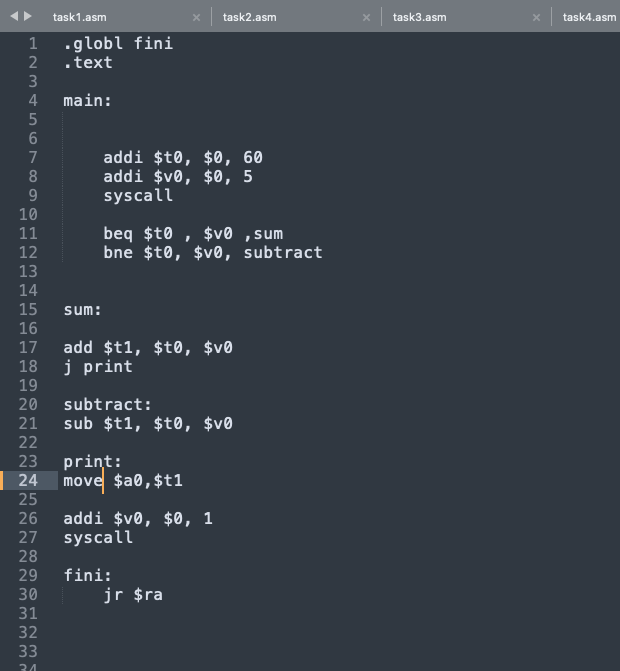 task1.asm × task2.asm × task3.asm × task4.asm
1 .globl fini
2 .text
3
4 main:
5
6
7 addi $t0, $0, 60
8 addi $v0, $0, 5
9 syscall
10
11 beq $t0 , $v0 ,sum
12 bne $t0, $v0, subtract
13
14
15 sum:
16
17 add $t1, $t0, $v0
18 j print
19
20 subtract:
21 sub $t1, $t0, $v0
22
23 print:
24 move $a0,$t1
25
26 addi $v0, $0, 1
27 syscall
28
29 fini:
30 jr $ra
31
32
33
34